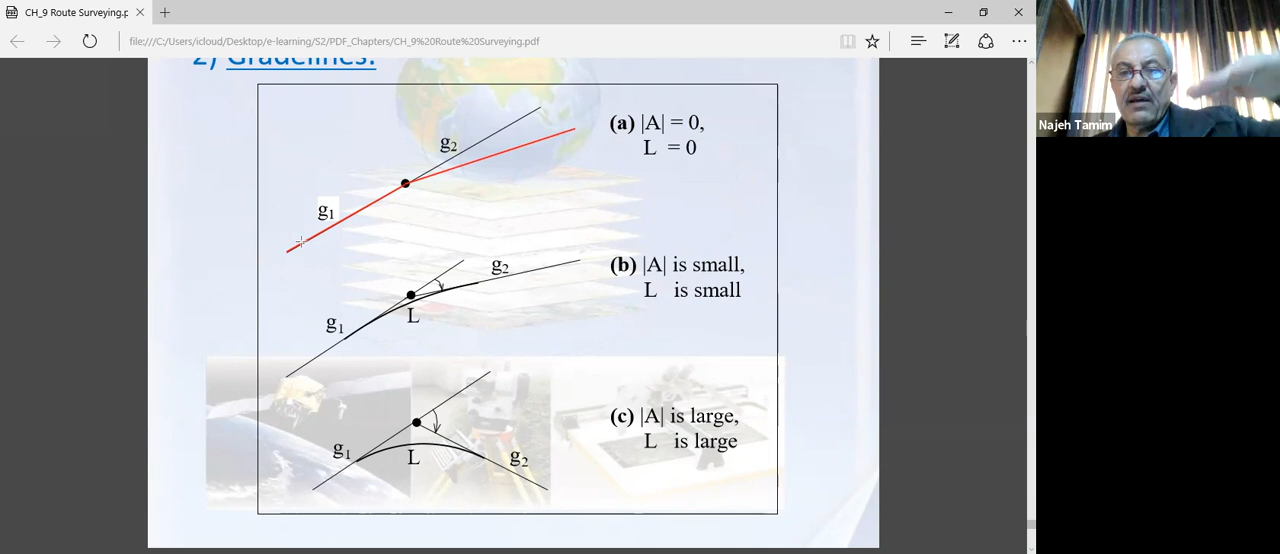 CH_9 Route Surveying.p
file:///C:/Users/icloud/Desktop/e-learning/S2/PDF_Chapters/CH_9%20Route%20Surveying.pdf
Najeh Tamim
2) Gradelines:
(a) |A| = 0,
L = 0
g2
g1
(b) |A| is small,
L is small
g2
g1
L
(c) |A| is large,
L is large
g1
L
g2